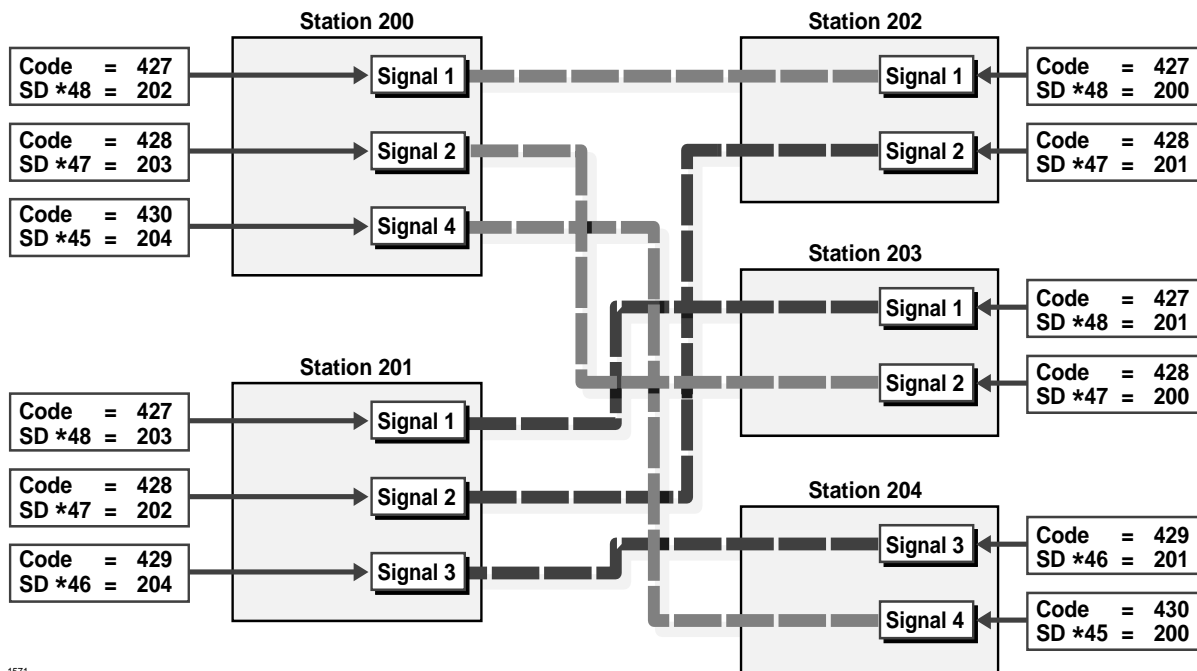 Station 200
Code = 427
SD *48 = 202
Signal 1
Code = 428
SD *47 = 203
Signal 2
Code = 430
SD *45 = 204
Signal 4
Station 201
Code = 427
SD *48 = 203
Signal 1
Code = 428
SD *47 = 202
Signal 2
Code = 429
SD *46 = 204
Signal 3
Station 202
Signal 1
Code = 427
SD *48 = 200
Signal 2
Code = 428
SD *47 = 201
Station 203
Signal 1
Code = 427
SD *48 = 201
Signal 2
Code = 428
SD *47 = 200
Station 204
Signal 3
Code = 429
SD *46 = 201
Signal 4
Code = 430
SD *45 = 200
1571